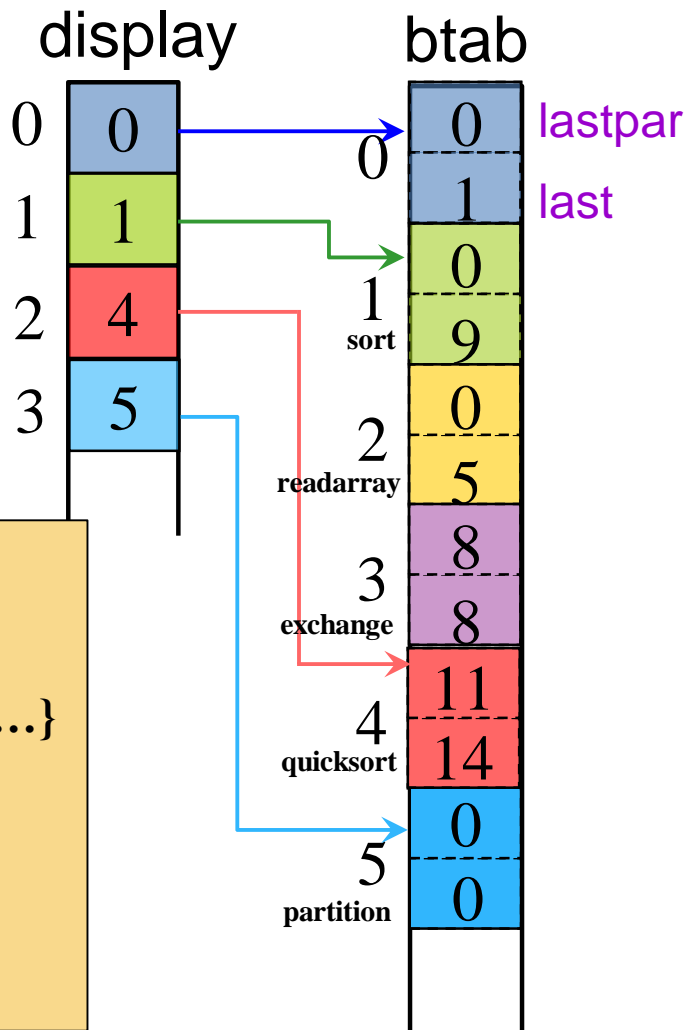 display btab
0 0 0 0 lastpar
1 last
1 1 0
1
sort 9
2 4
0
3 5 2
readarray 5
8
3
exchange 8
11
…}
4
quicksort 14
0
5
partition 0